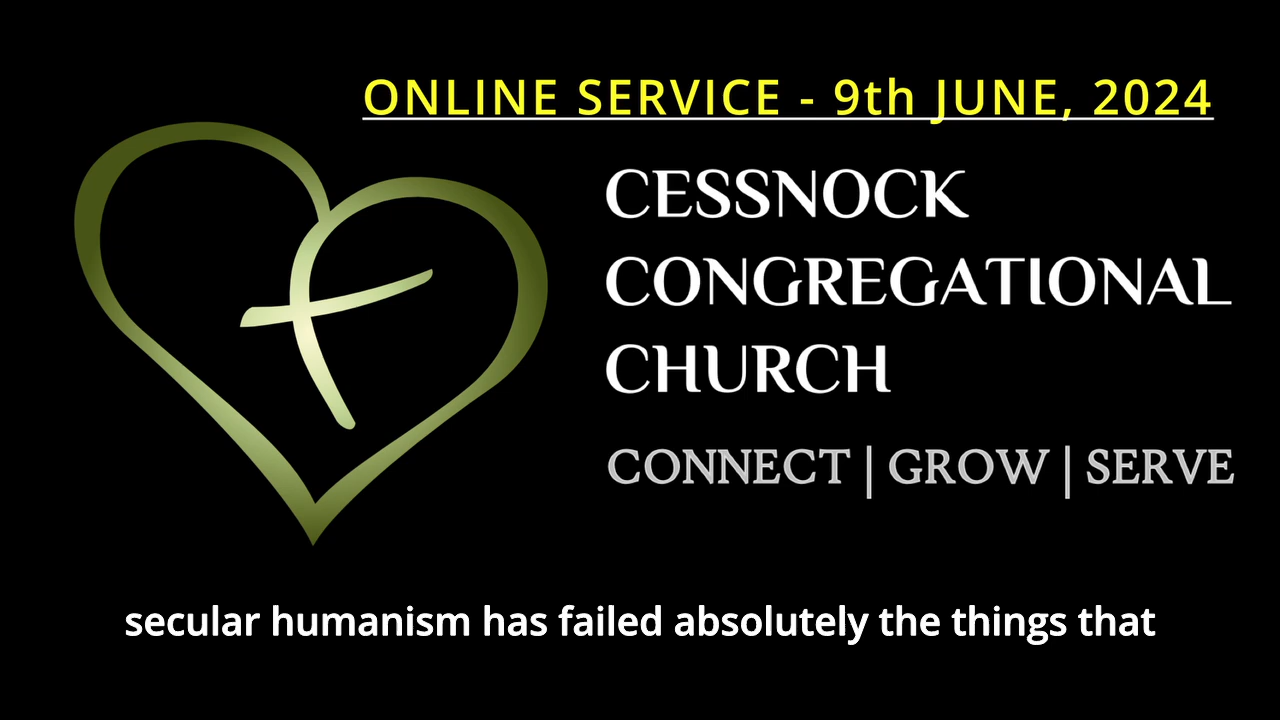 ONLINE SERVICE - 9th JUNE, 2024
CESSNOCK
CONGREGATIONAL
CHURCH
CONNECT | GROW | SERVE
secular humanism has failed absolutely the things that